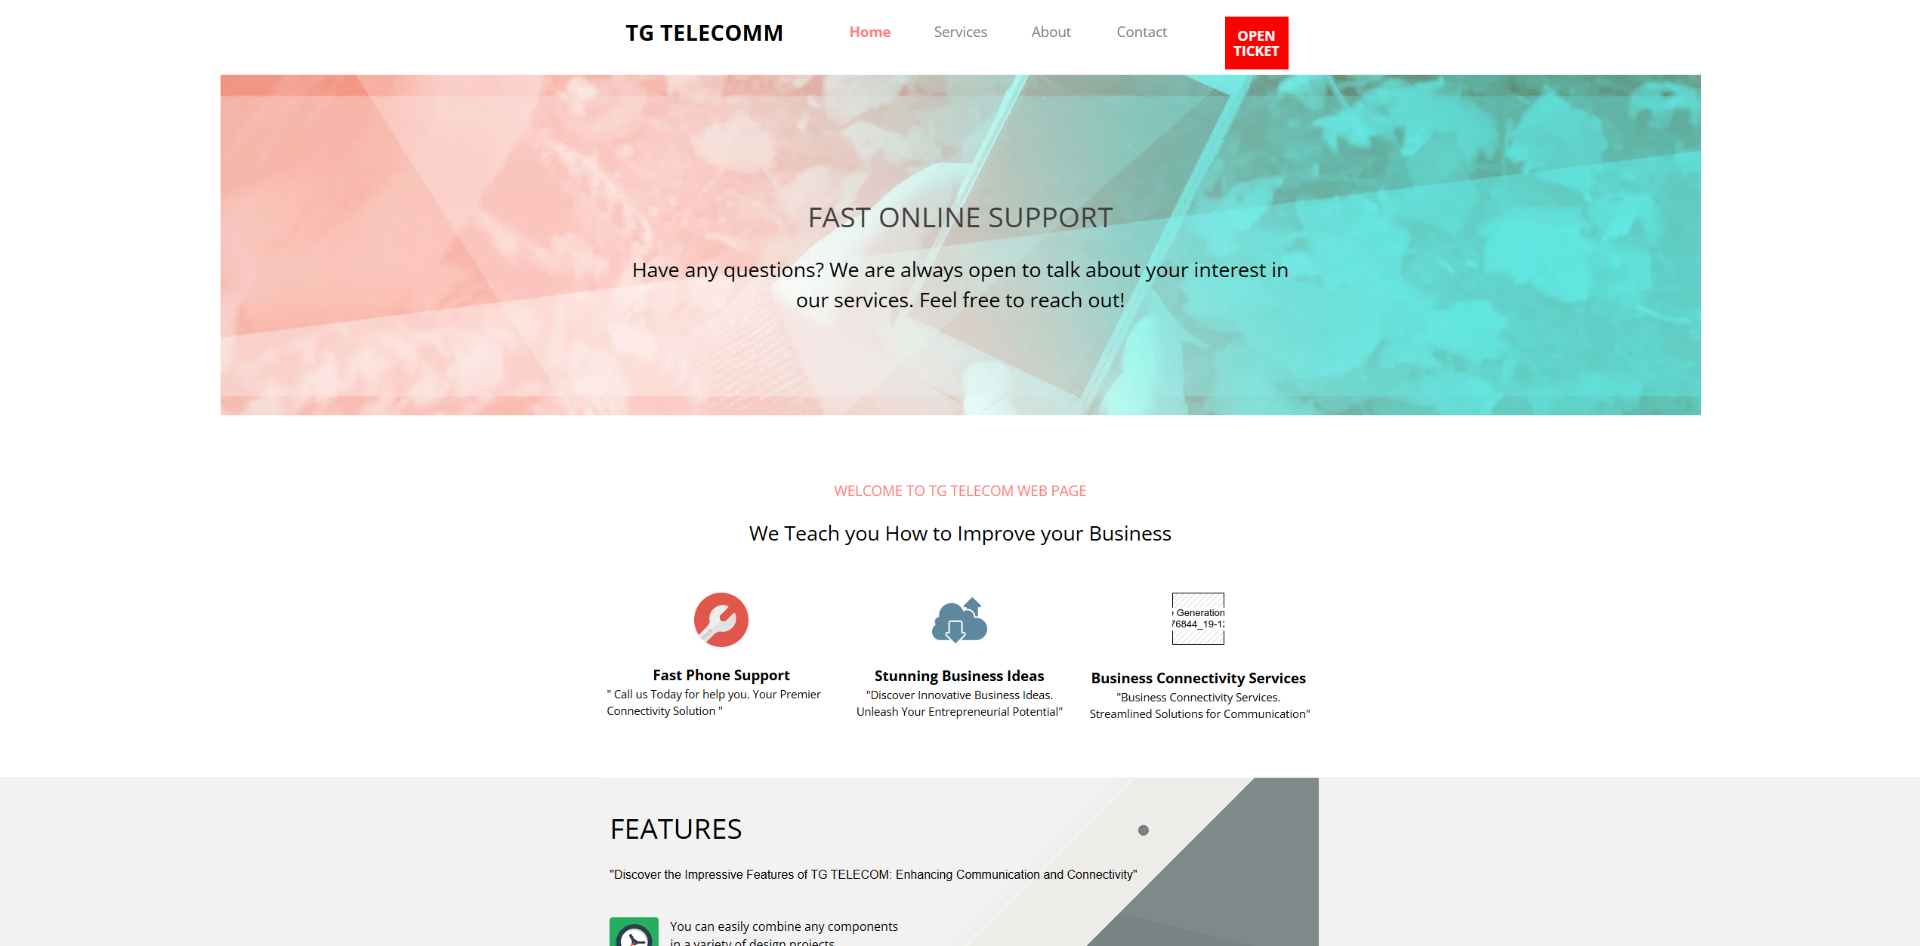 TG TELECOMM
Home
Services
About
Contact
OPEN
TICKET
FAST ONLINE SUPPORT
Have any questions? We are always open to talk about your interest in
our services. Feel free to reach out!
WELCOME TO TG TELECOM WEB PAGE
We Teach you How to Improve your Business
Generation
76844_19-12
Fast Phone Support
" Call us Today for help you. Your Premier
Connectivity Solution "
Stunning Business Ideas
"Discover Innovative Business Ideas.
Unleash Your Entrepreneurial Potential"
Business Connectivity Services
"Business Connectivity Services.
Streamlined Solutions for Communication"
FEATURES
"Discover the Impressive Features of TG TELECOM: Enhancing Communication and Connectivity"
You can easily combine any components
in a variety of design projects